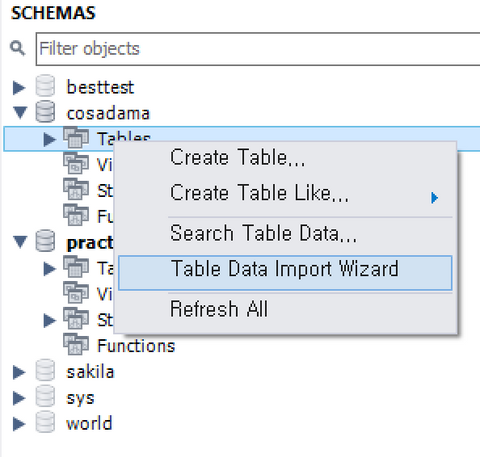 SCHEMAS
Filter objects
besttest
cosadama
Tables
Create Table...
Vi
Create Table Like...
St
Fu
Search Table Data...
pract
Ta
Table Data Import Wizard
Vi
St
Refresh All
Functions
sakila
sys
world